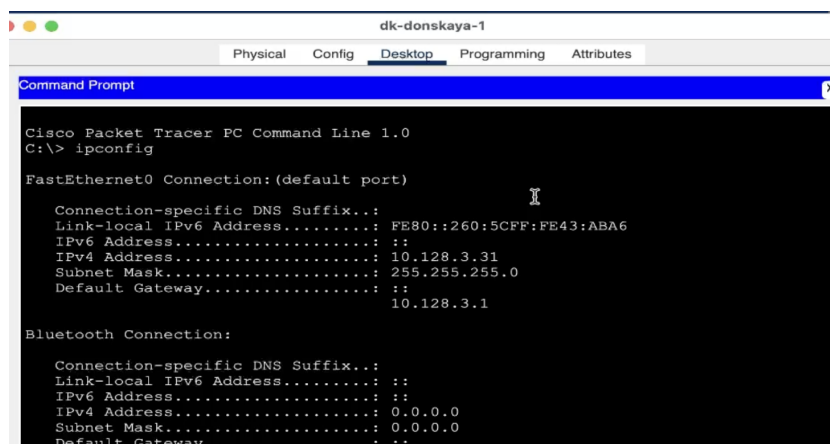 dk-donskaya-1
Physical Config Desktop Programming Attributes
Command Prompt
Cisco Packet Tracer PC Command Line 1.0
C:\> ipconfig
FastEthernet0 Connection:(default port)
Connection-specific DNS Suffix..:
Link-local IPv6 Address.........: FE80::260:5CFF:FE43:ABA6
IPv6 Address....................: ::
IPv4 Address....................: 10.128.3.31
Subnet Mask.....................: 255.255.255.0
Default Gateway.................: ::
10.128.3.1
Bluetooth Connection:
Connection-specific DNS Suffix..:
Link-local IPv6 Address.........: ::
IPv6 Address....................: ::
IPv4 Address....................: 0.0.0.0
Subnet Mask.....................: 0.0.0.0
Default Gateway.................: ::